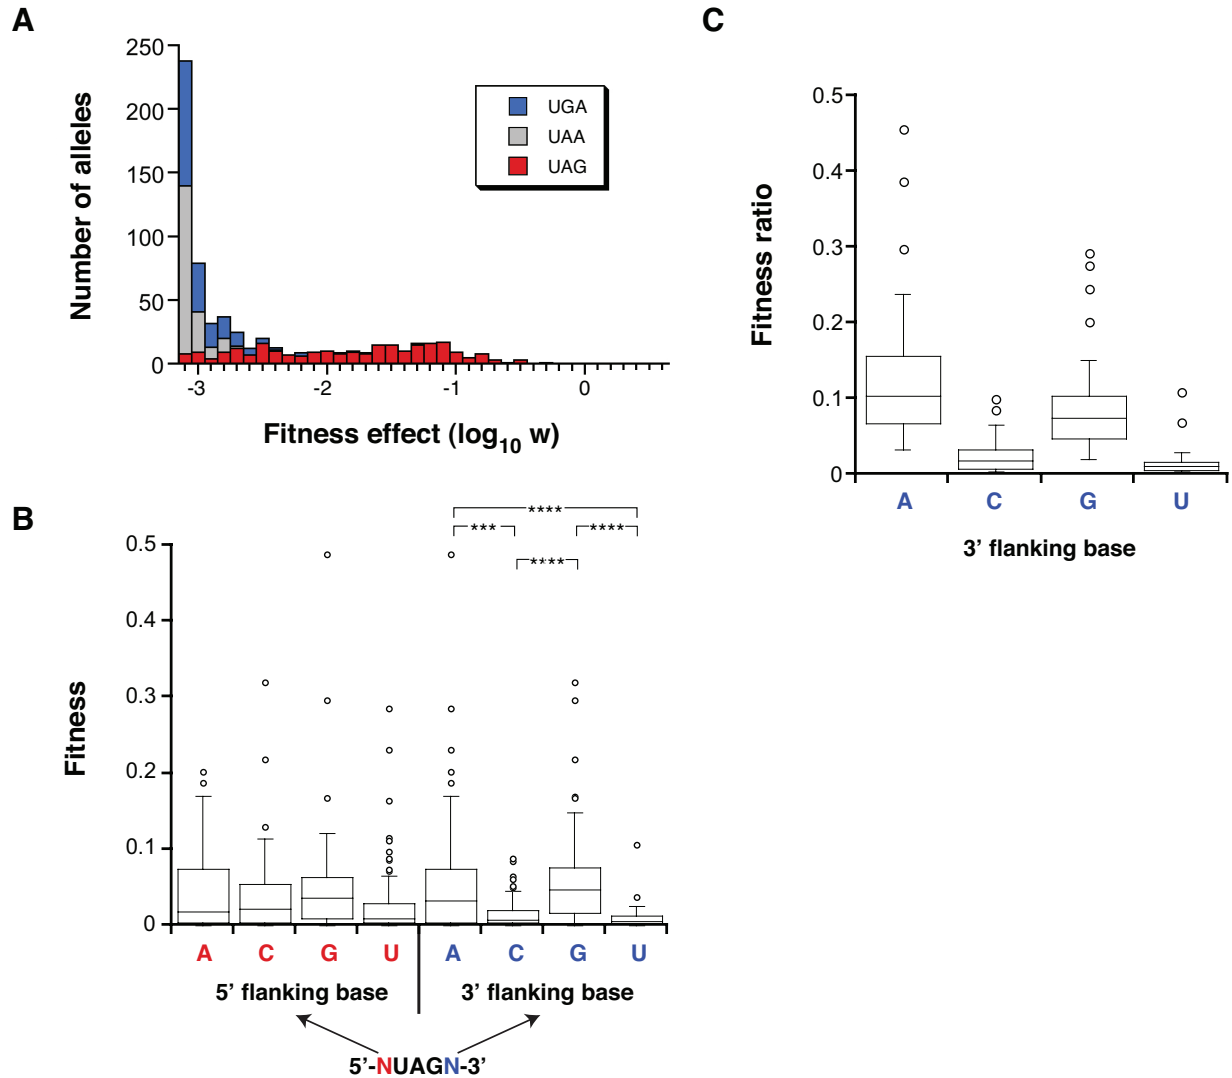 A
250
200
150
100
50
0
Number of alleles
UGA
UAA
UAG
-3
-2
-1
0
Fitness effect (log10 w)
C
0.5
0.4
0.3
0.2
0.1
0
Fitness ratio
A C G U
3’ flanking base
B
****
*** ****
****
0.5
0.4
0.3
0.2
0.1
0
Fitness
A C G U A C G U
5’ flanking base 3’ flanking base
5’-NUAGN-3’